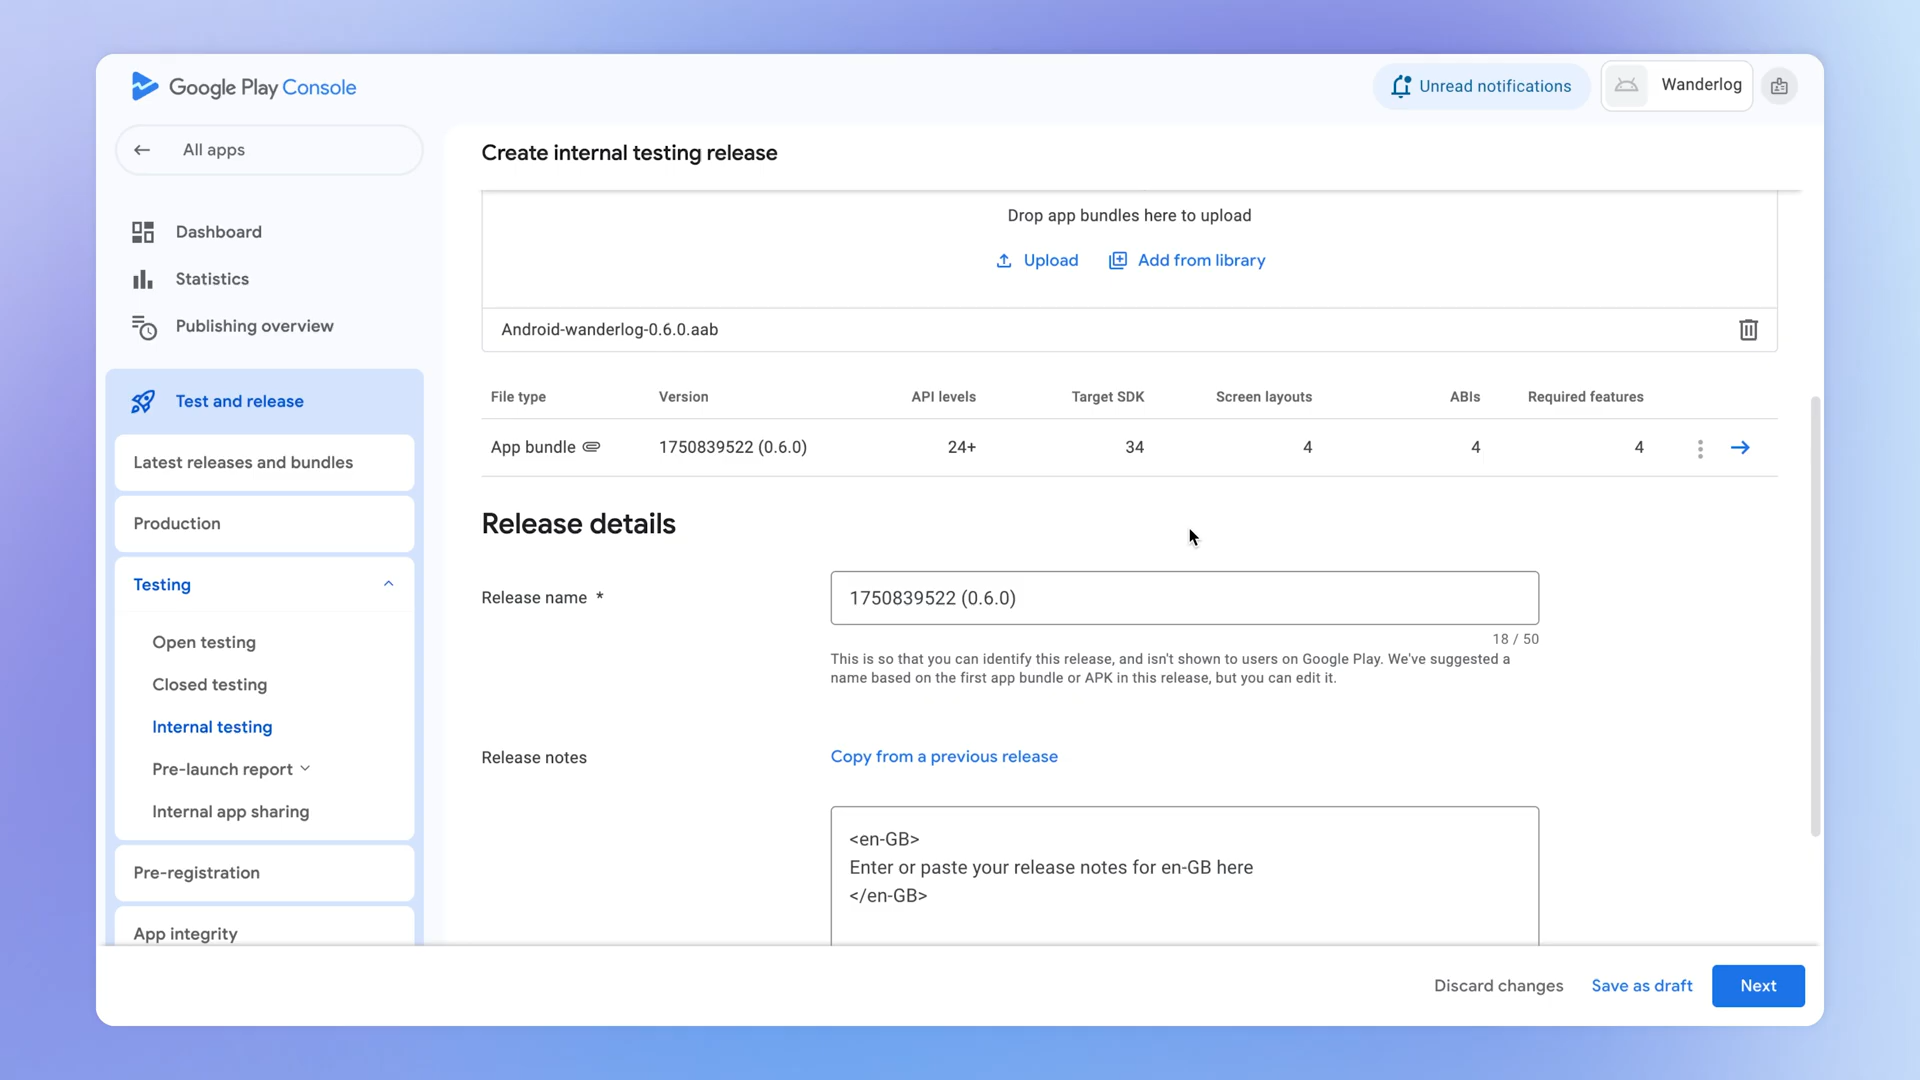 Google Play Console
Unread notifications
Wanderlog
All apps
Create internal testing release
Dashboard
Statistics
Publishing overview
Test and release
Latest releases and bundles
Production
Testing
Open testing
Closed testing
Internal testing
Pre-launch report
Internal app sharing
Pre-registration
App integrity
Drop app bundles here to upload
Upload
Add from library
Android-wanderlog-0.6.0.aab
File type Version API levels Target SDK Screen layouts ABIs Required features
App bundle 1750839522 (0.6.0) 24+ 34 4 4 4
Release details
Release name *
1750839522 (0.6.0)
18 / 50
This is so that you can identify this release, and isn't shown to users on Google Play. We've suggested a
name based on the first app bundle or APK in this release, but you can edit it.
Release notes
Copy from a previous release
<en-GB>
Enter or paste your release notes for en-GB here
</en-GB>
Discard changes
Save as draft
Next